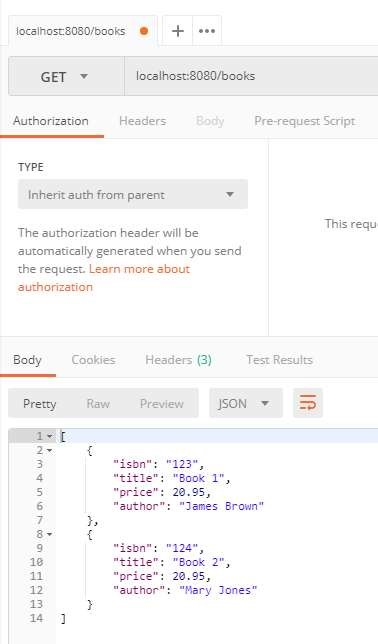 localhost:8080/books
GET localhost:8080/books
Authorization Headers Body Pre-request Script
TYPE
Inherit auth from parent
The authorization header will be
automatically generated when you send
the request. Learn more about
authorization
This requ
Body Cookies Headers (3) Test Results
Pretty Raw Preview JSON
1 [
2 {
3 "isbn": "123",
4 "title": "Book 1",
5 "price": 20.95,
6 "author": "James Brown"
7 },
8 {
9 "isbn": "124",
10 "title": "Book 2",
11 "price": 20.95,
12 "author": "Mary Jones"
13 }
14 ]